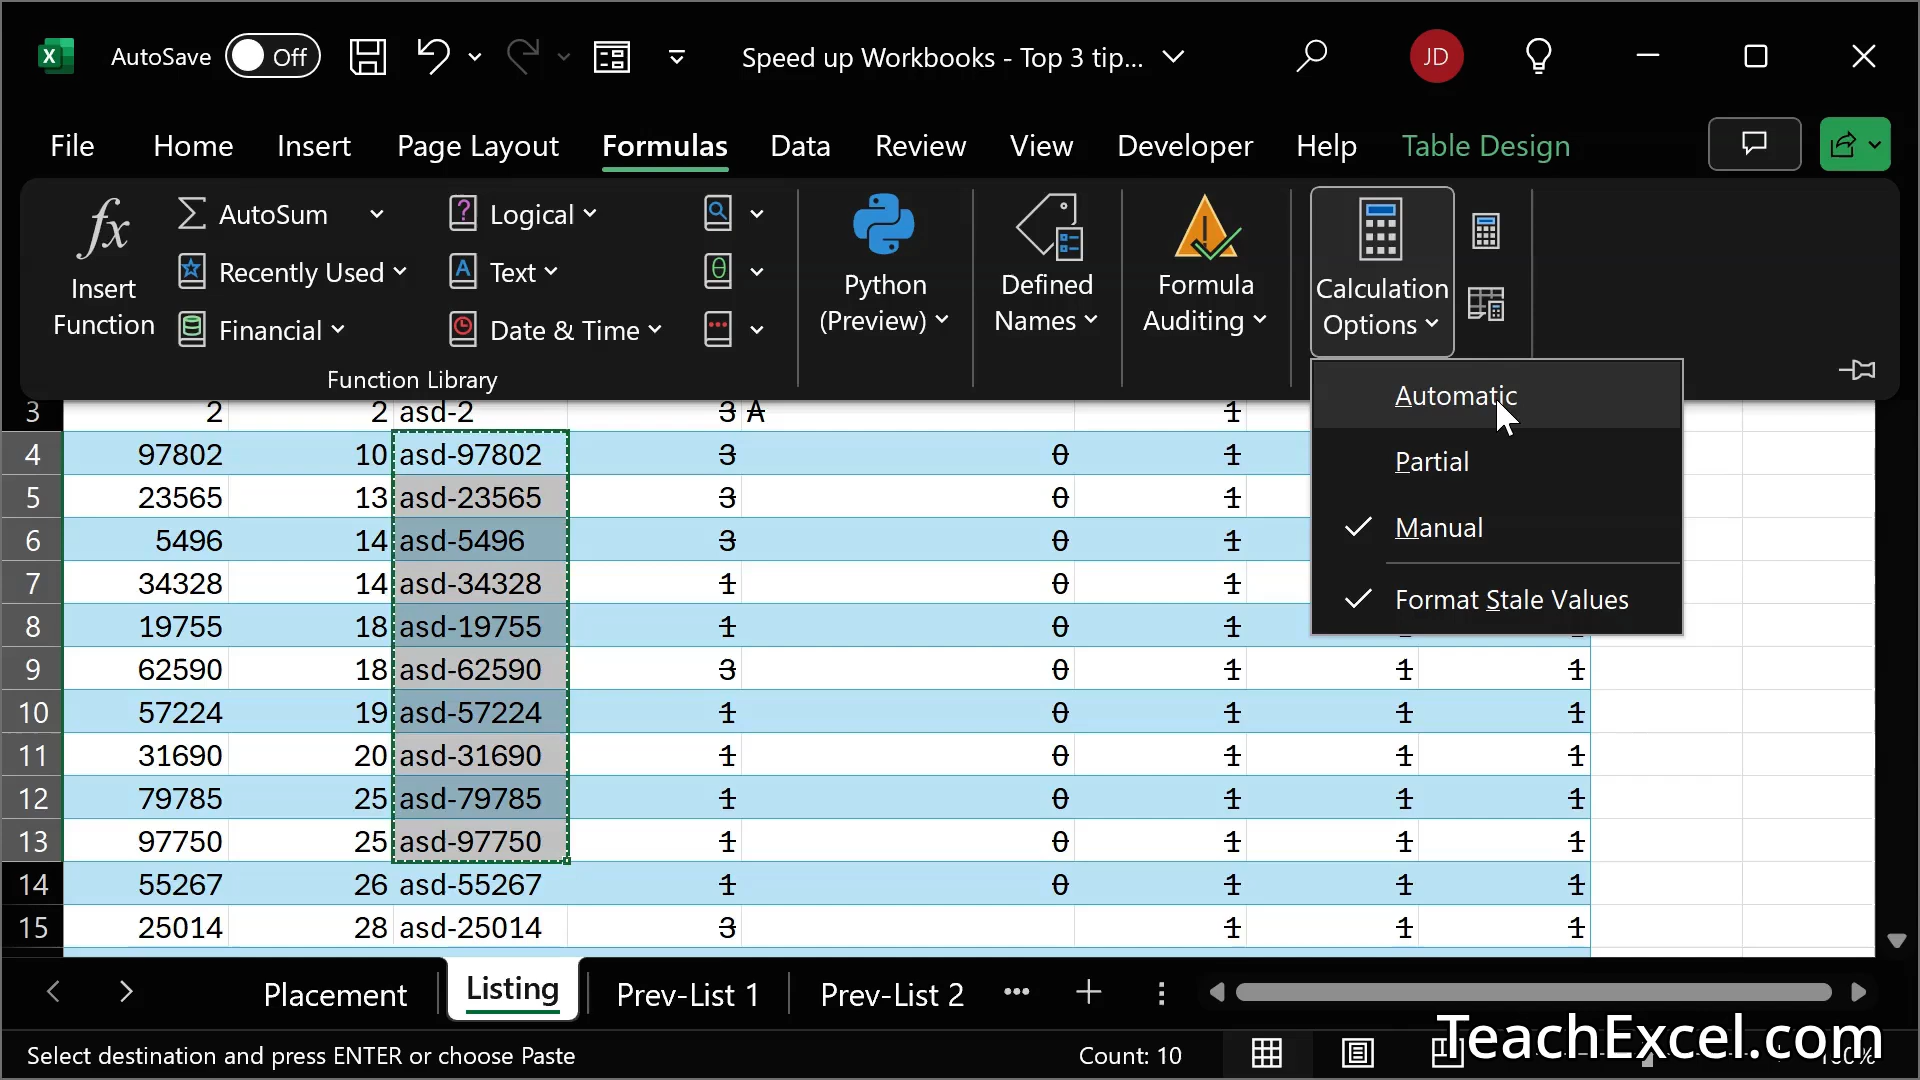 AutoSave Off Speed up Workbooks - Top 3 tip... JD
File Home Insert Page Layout Formulas Data Review View Developer Help Table Design
fx Insert Function
AutoSum
Recently Used
Financial
Logical
Text
Date & Time
Function Library
Python (Preview)
Defined Names
Formula Auditing
Calculation Options
Automatic
Partial
Manual
Format Stale Values
3 2 2 asd-2 3 A 1
4 97802 10 asd-97802 3 0 1
5 23565 13 asd-23565 3 0 1
6 5496 14 asd-5496 3 0 1
7 34328 14 asd-34328 1 0 1
8 19755 18 asd-19755 1 0 1
9 62590 18 asd-62590 3 0 1 1 1
10 57224 19 asd-57224 1 0 1 1 1
11 31690 20 asd-31690 1 0 1 1 1
12 79785 25 asd-79785 1 0 1 1 1
13 97750 25 asd-97750 1 0 1 1 1
14 55267 26 asd-55267 1 0 1 1 1
15 25014 28 asd-25014 3 1 1 1
Placement Listing Prev-List 1 Prev-List 2
Select destination and press ENTER or choose Paste Count: 10
TeachExcel.com